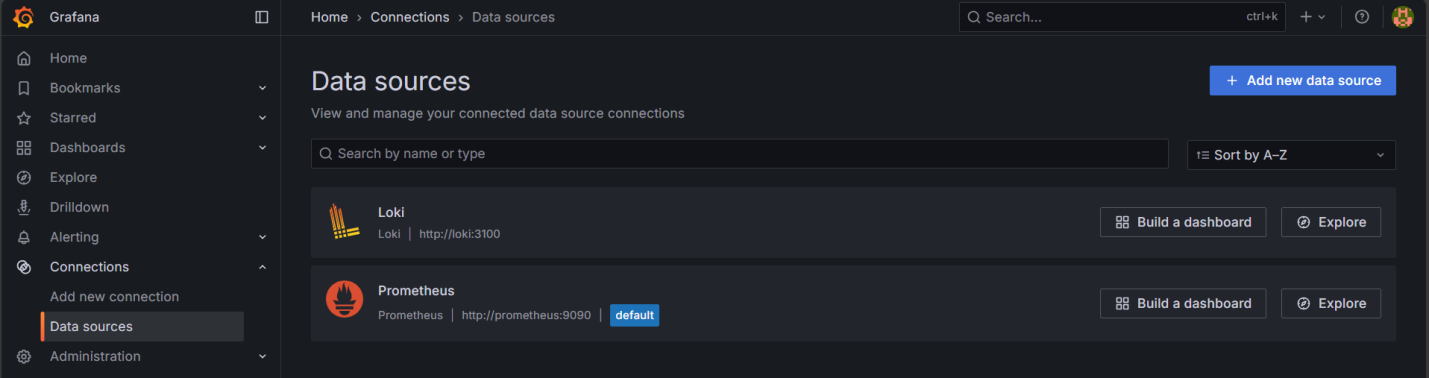 Grafana
Home › Connections › Data sources
Search...
ctrl+k
Home
Bookmarks
Starred
Dashboards
Explore
Drilldown
Alerting
Connections
Add new connection
Data sources
Administration
Data sources
Add new data source
View and manage your connected data source connections
Search by name or type
Sort by A–Z
Loki
Loki | http://loki:3100
Build a dashboard
Explore
Prometheus
Prometheus | http://prometheus:9090 | default
Build a dashboard
Explore